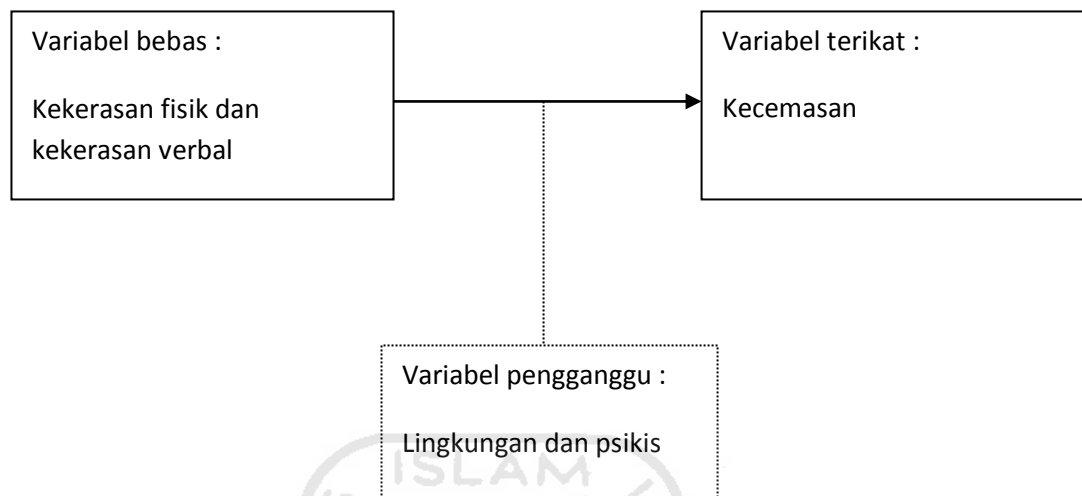 Variabel bebas :
Kekerasan fisik dan
kekerasan verbal
Variabel terikat :
Kecemasan
Variabel pengganggu :
Lingkungan dan psikis
ISLAM